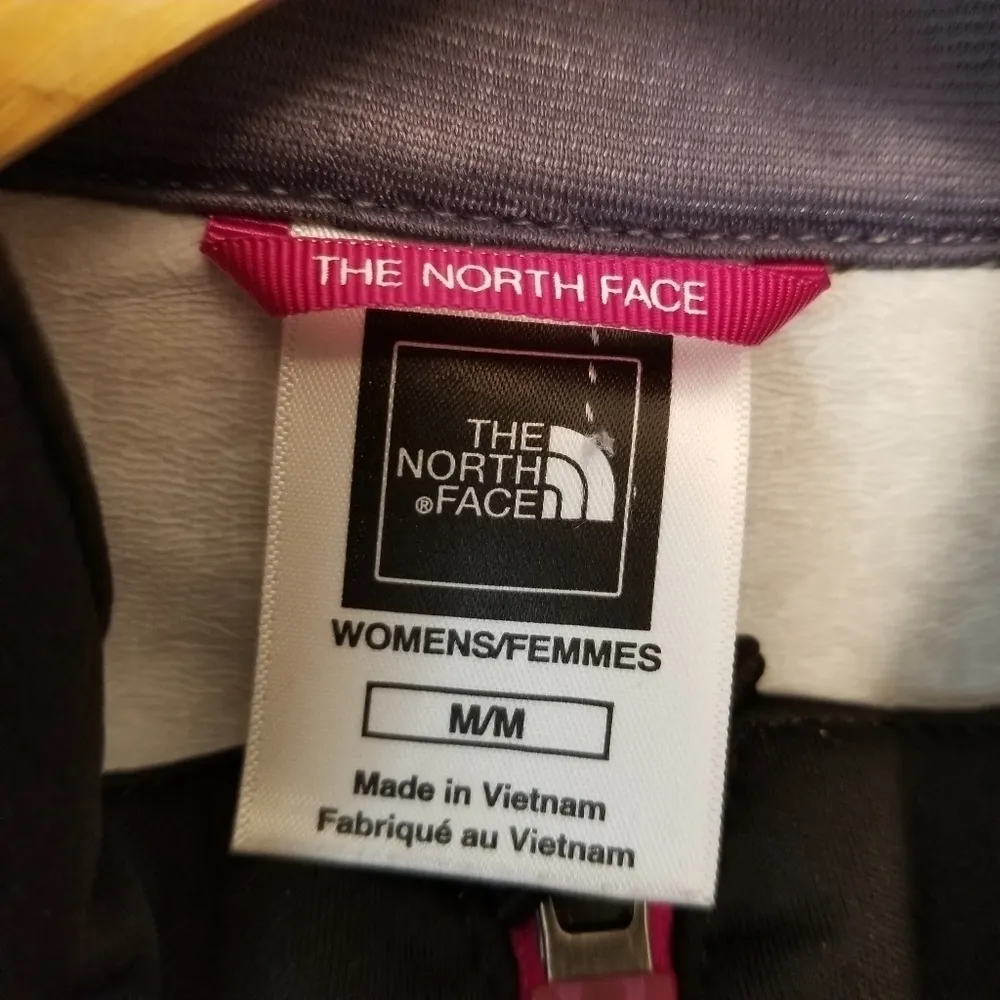 THE NORTH FACE
THE
NORTH
®FACE
WOMENS/FEMMES
M/M
Made in Vietnam
Fabriqué au Vietnam